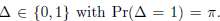 Δ ∈ {0, 1} with Pr(Δ = 1) = π.